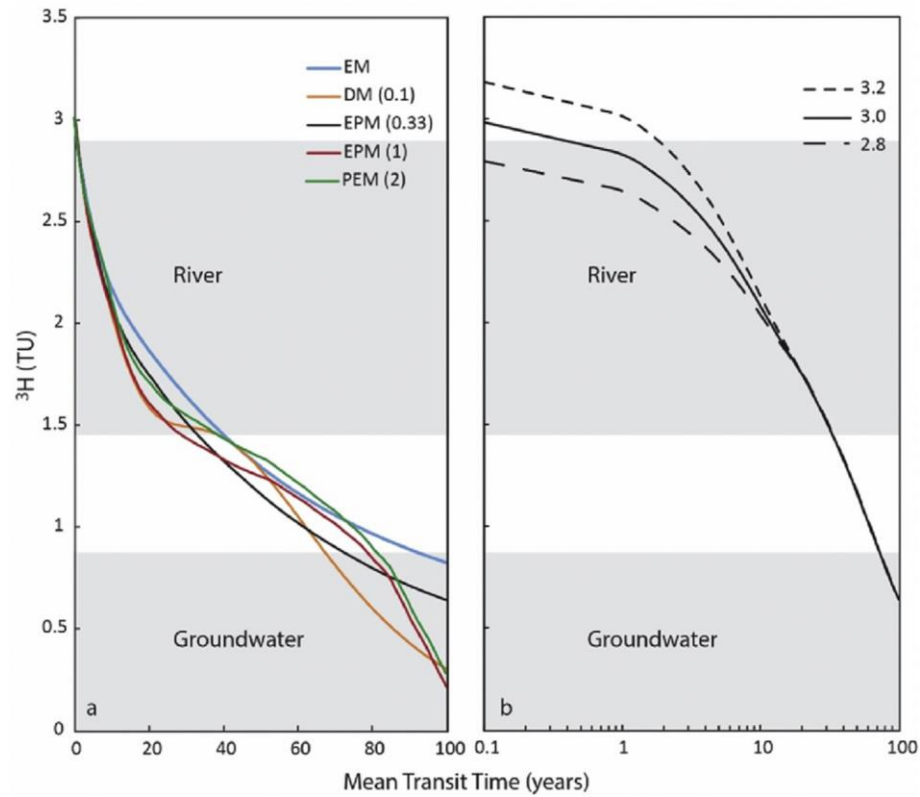 3.5
3
2.5
2
1.5
1
0.5
0
³H (TU)
EM
DM (0.1)
EPM (0.33)
EPM (1)
PEM (2)
River
Groundwater
a
0 20 40 60 80 100
3.2
3.0
2.8
River
Groundwater
b
0.1 1 10 100
Mean Transit Time (years)